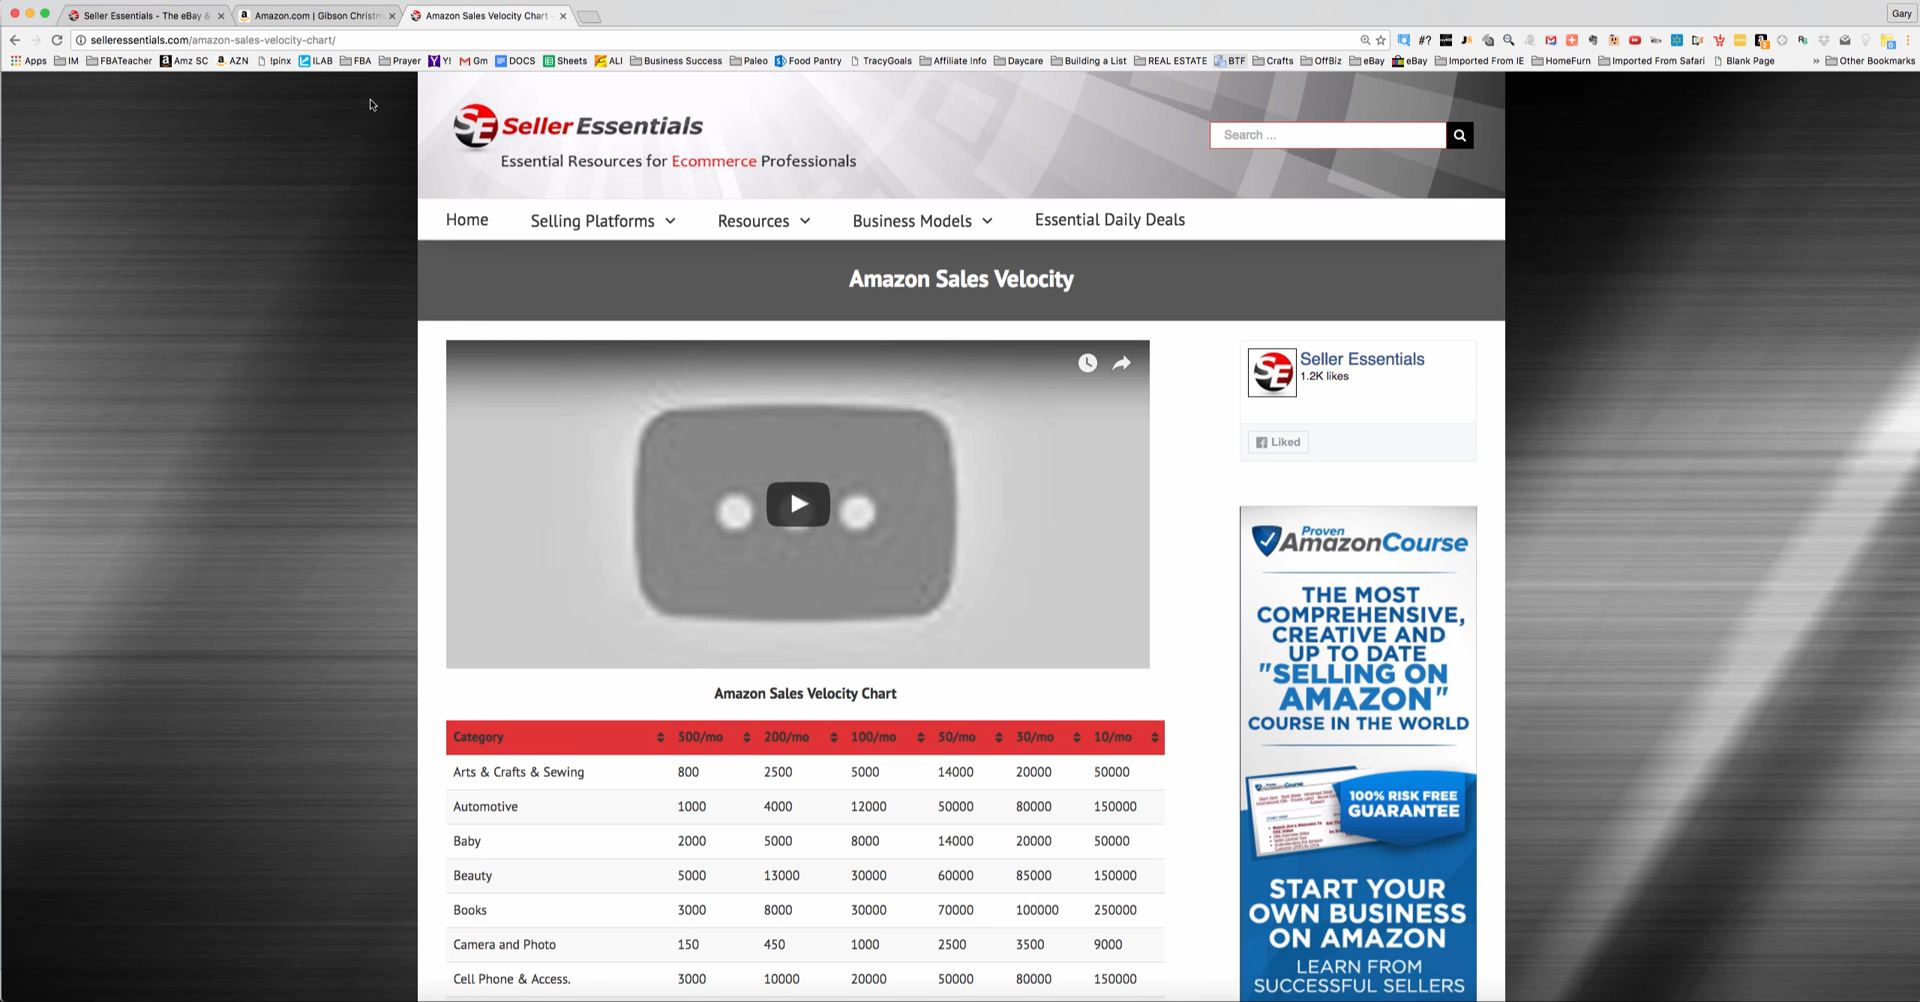 Seller Essentials - The eBay &
Amazon.com | Gibson Christm
Amazon Sales Velocity Chart
Gary
selleressentials.com/amazon-sales-velocity-chart/
Apps IM FBATeacher Amz SC AZN !pinx ILAB FBA Prayer Y! Gm DOCS Sheets ALI Business Success Paleo Food Pantry TracyGoals Affiliate Info Daycare Building a List REAL ESTATE BTF Crafts OffBiz eBay eBay Imported From IE HomeFurn Imported From Safari Blank Page » Other Bookmarks
SE Seller Essentials
Essential Resources for Ecommerce Professionals
Search ...
Home Selling Platforms Resources Business Models Essential Daily Deals
Amazon Sales Velocity
SE Seller Essentials
1.2K likes
Liked
Amazon Sales Velocity Chart
Category 500/mo 200/mo 100/mo 50/mo 30/mo 10/mo
Arts & Crafts & Sewing 800 2500 5000 14000 20000 50000
Automotive 1000 4000 12000 50000 80000 150000
Baby 2000 5000 8000 14000 20000 50000
Beauty 5000 13000 30000 60000 85000 150000
Books 3000 8000 30000 70000 100000 250000
Camera and Photo 150 450 1000 2500 3500 9000
Cell Phone & Access. 3000 10000 20000 50000 80000 150000
Proven
AmazonCourse
THE MOST
COMPREHENSIVE,
CREATIVE AND
UP TO DATE
"SELLING ON
AMAZON"
COURSE IN THE WORLD
100% RISK FREE
GUARANTEE
START YOUR
OWN BUSINESS
ON AMAZON
LEARN FROM
SUCCESSFUL SELLERS